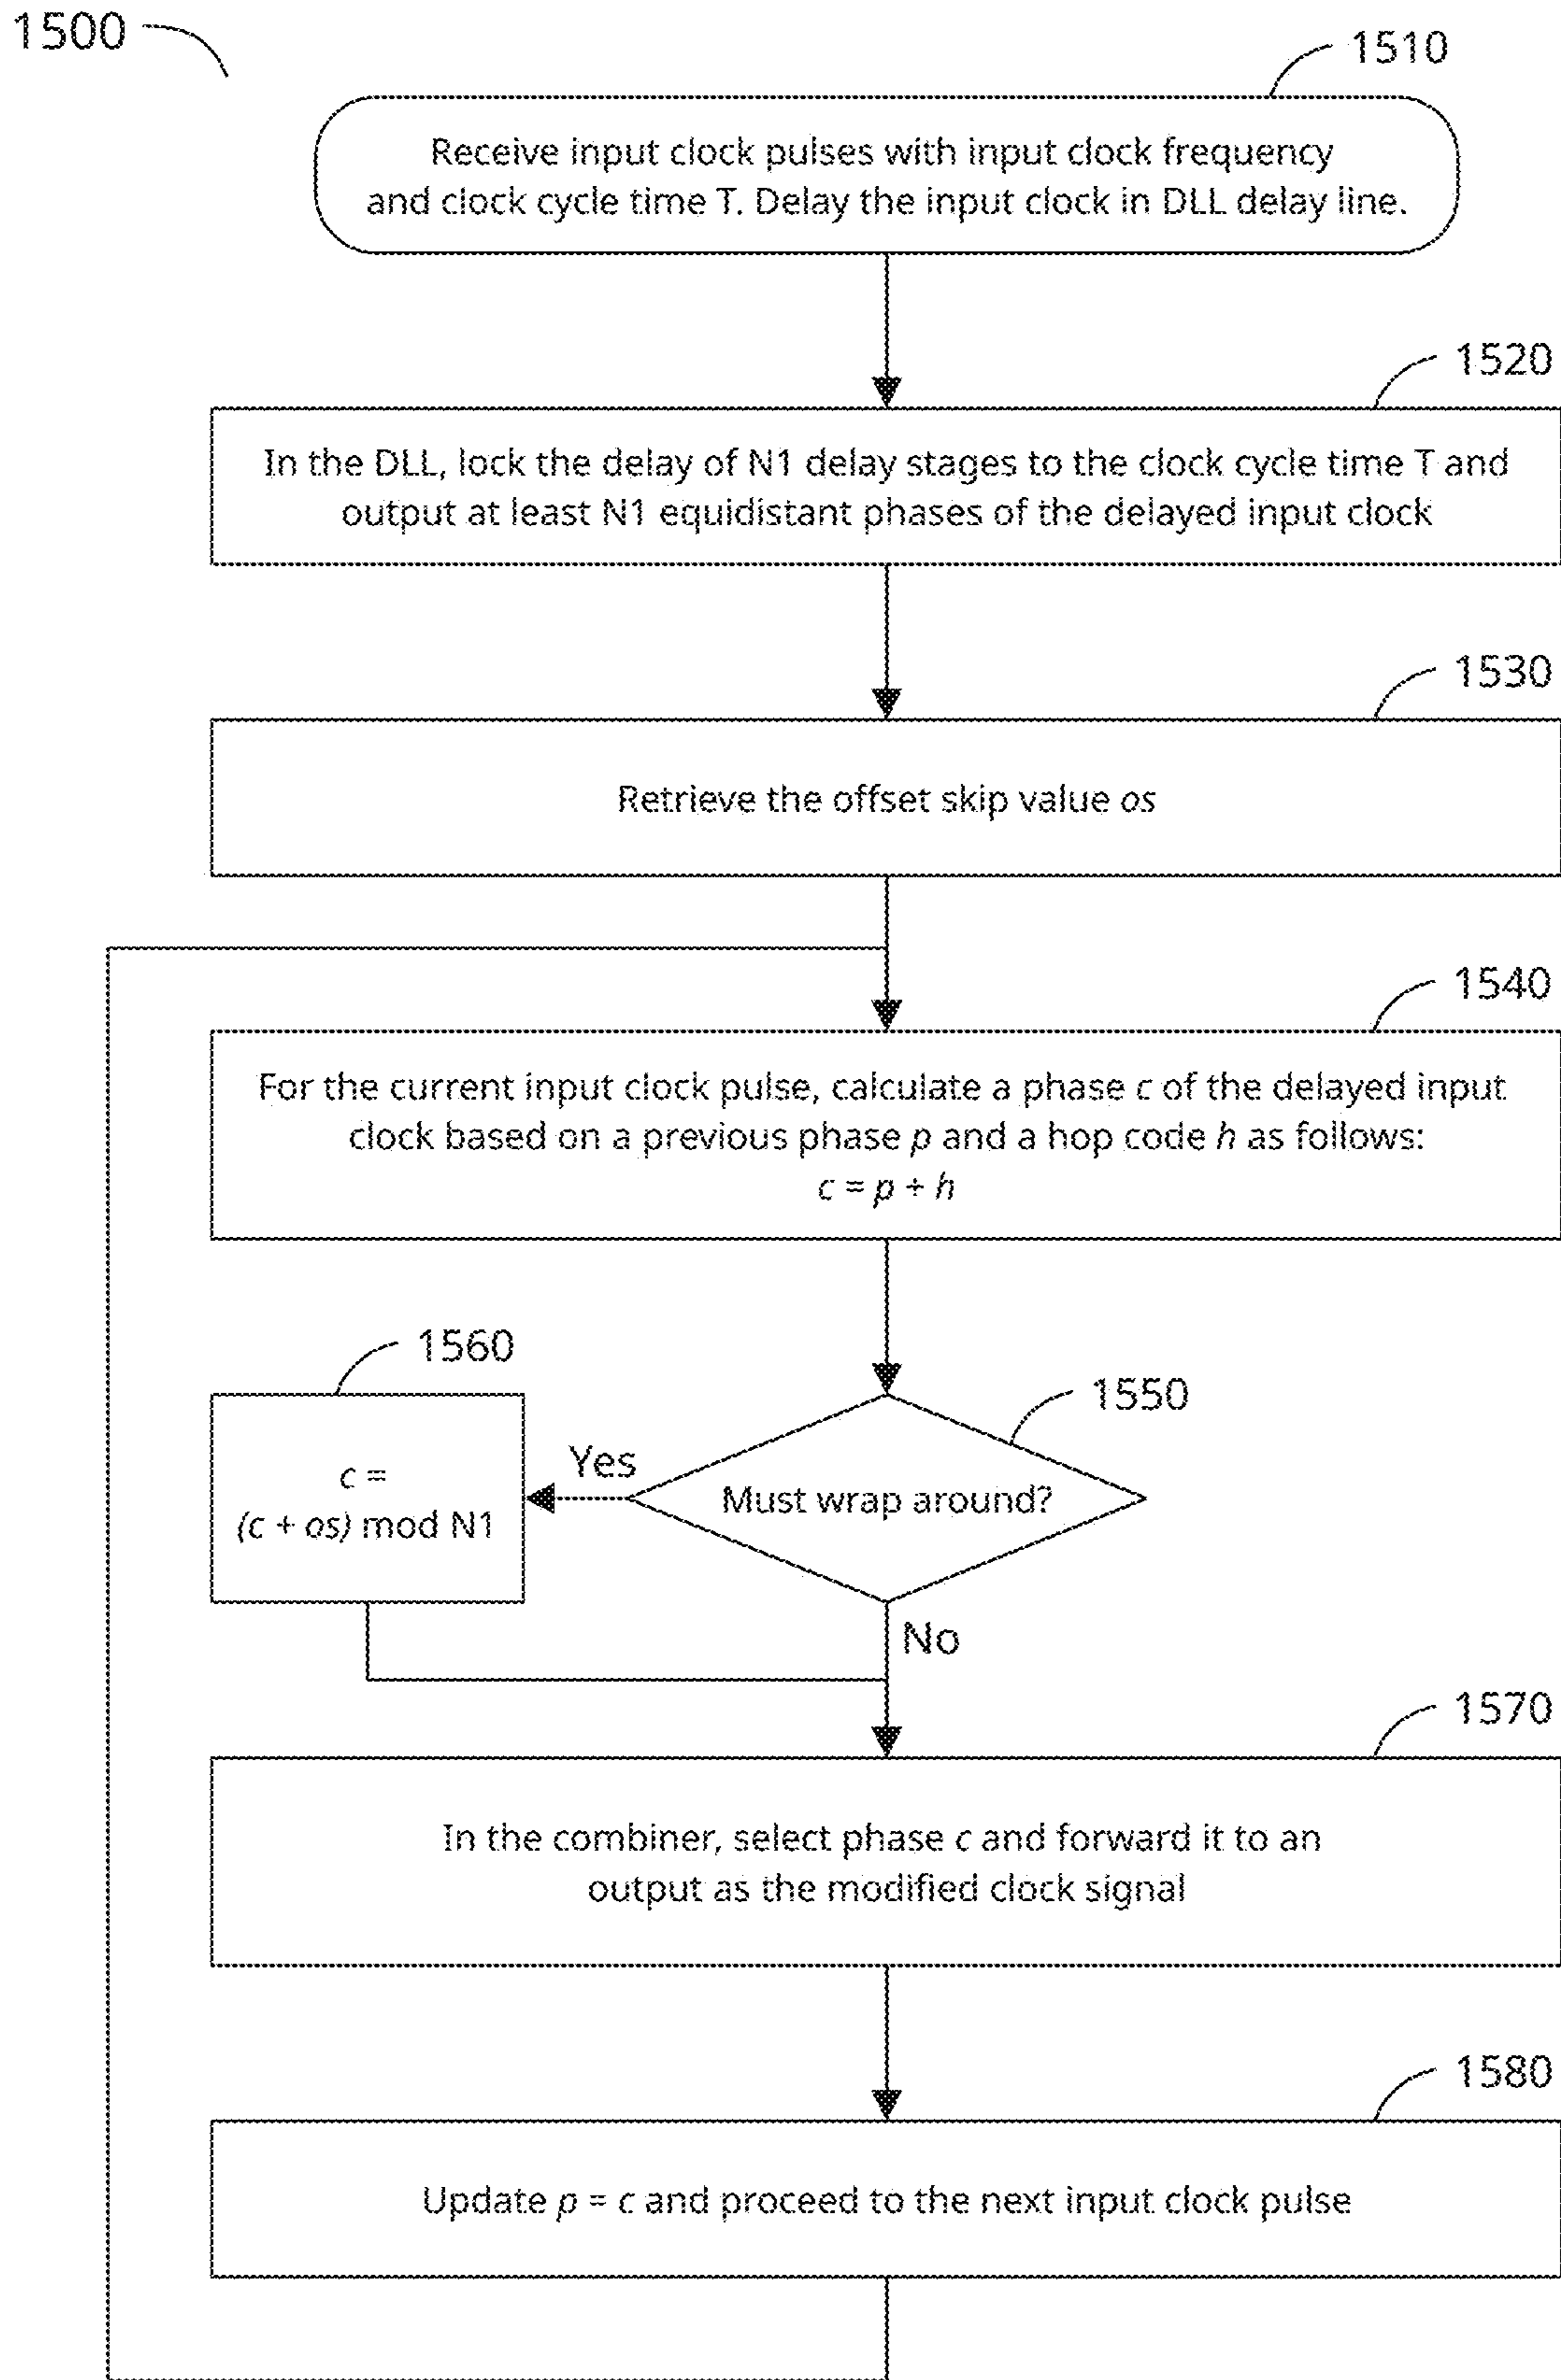 1500
1510
Receive input clock pulses with input clock frequency
and clock cycle time T. Delay the input clock in DLL delay line.
1520
In the DLL, lock the delay of N1 delay stages to the clock cycle time T and
output at least N1 equidistant phases of the delayed input clock
1530
Retrieve the offset skip value os
1540
For the current input clock pulse, calculate a phase c of the delayed input
clock based on a previous phase p and a hop code h as follows:
c = p + h
1560
1550
c =
(c + os) mod N1
Yes
Must wrap around?
No
1570
In the combiner, select phase c and forward it to an
output as the modified clock signal
1580
Update p = c and proceed to the next input clock pulse